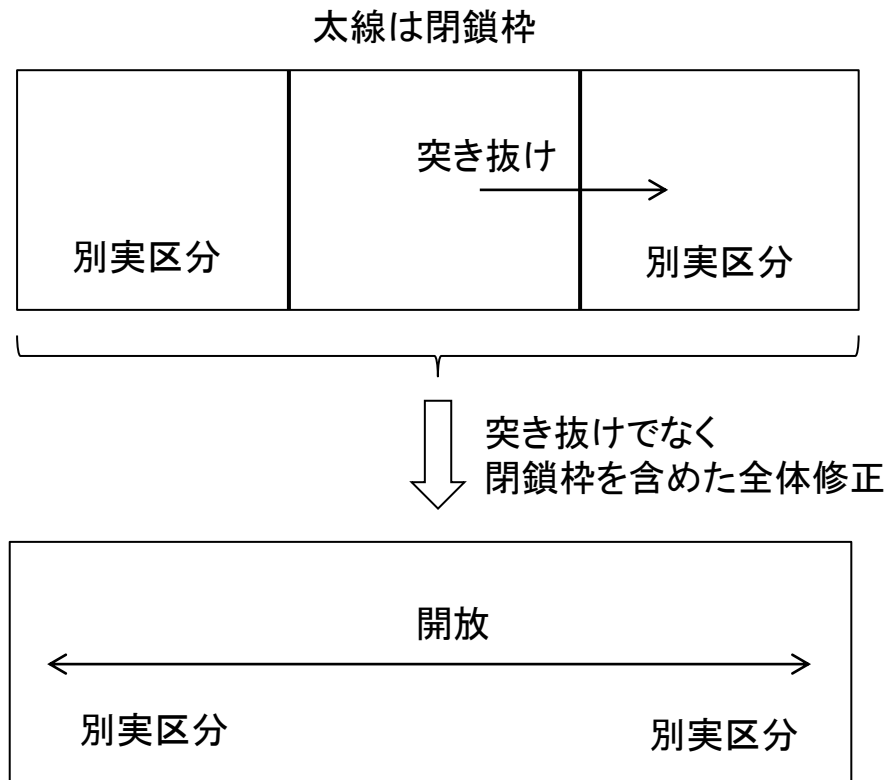 太線は閉鎖枠
突き抜け
別実区分
別実区分
突き抜けでなく
閉鎖枠を含めた全体修正
開放
別実区分
別実区分